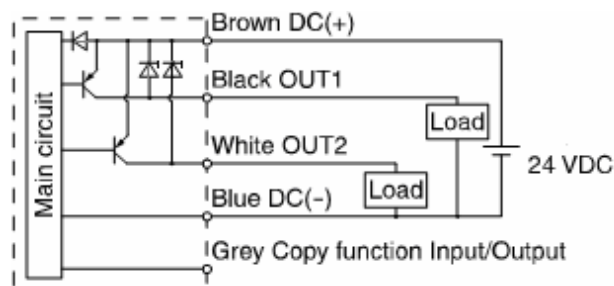 Brown DC(+)
Black OUT1
Load
White OUT2
Load
24 VDC
Blue DC(−)
Grey Copy function Input/Output
Main circuit